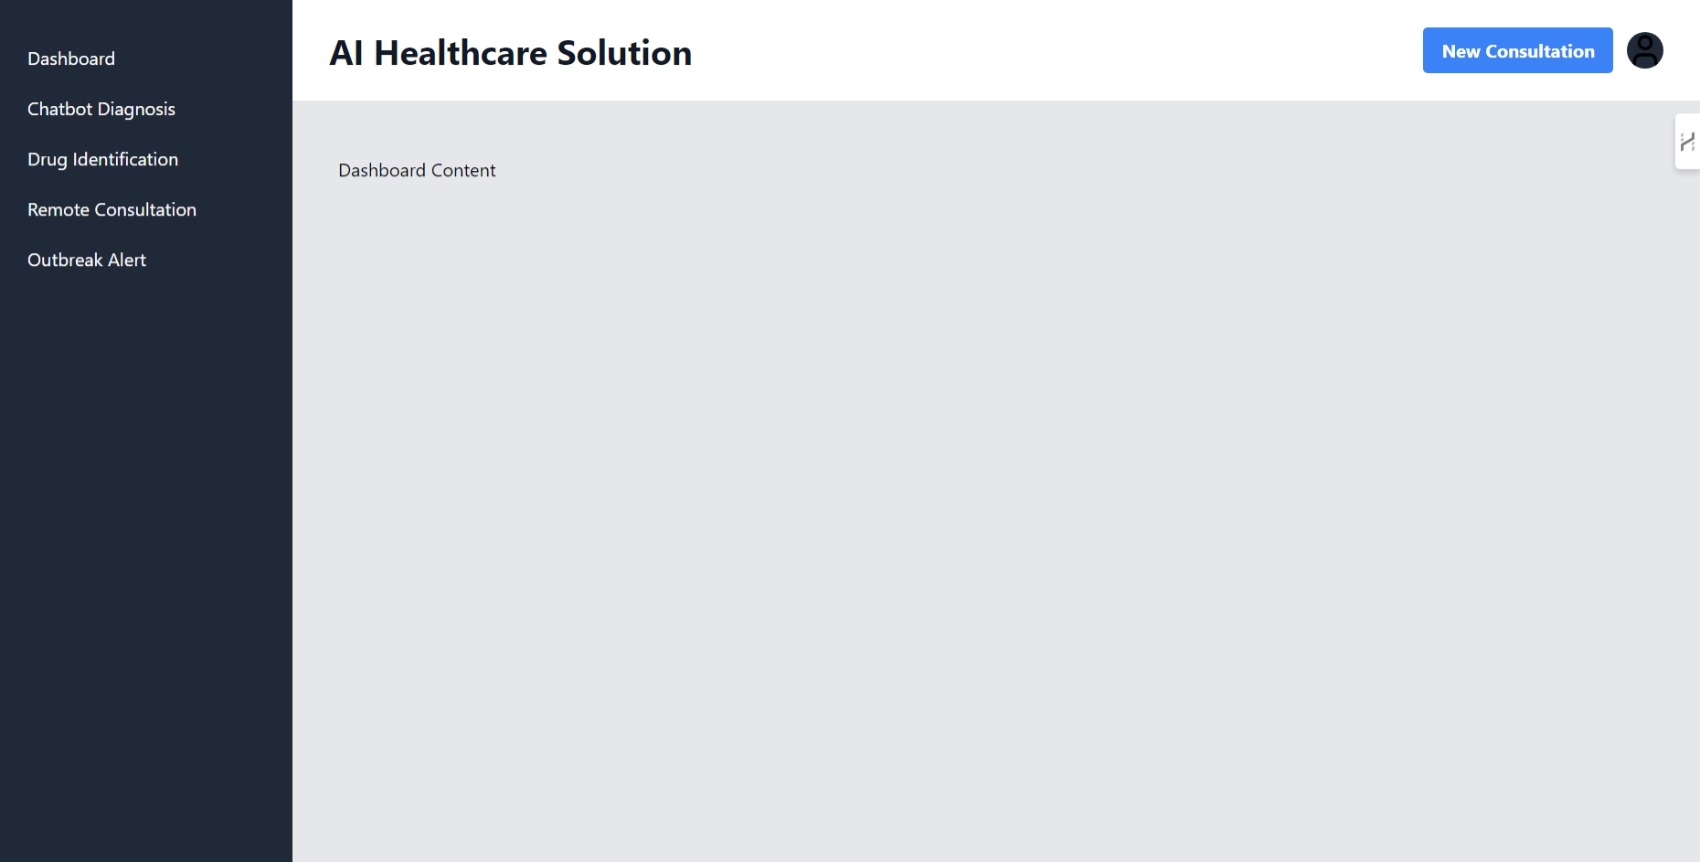 Dashboard
Chatbot Diagnosis
Drug Identification
Remote Consultation
Outbreak Alert
AI Healthcare Solution
New Consultation
Dashboard Content